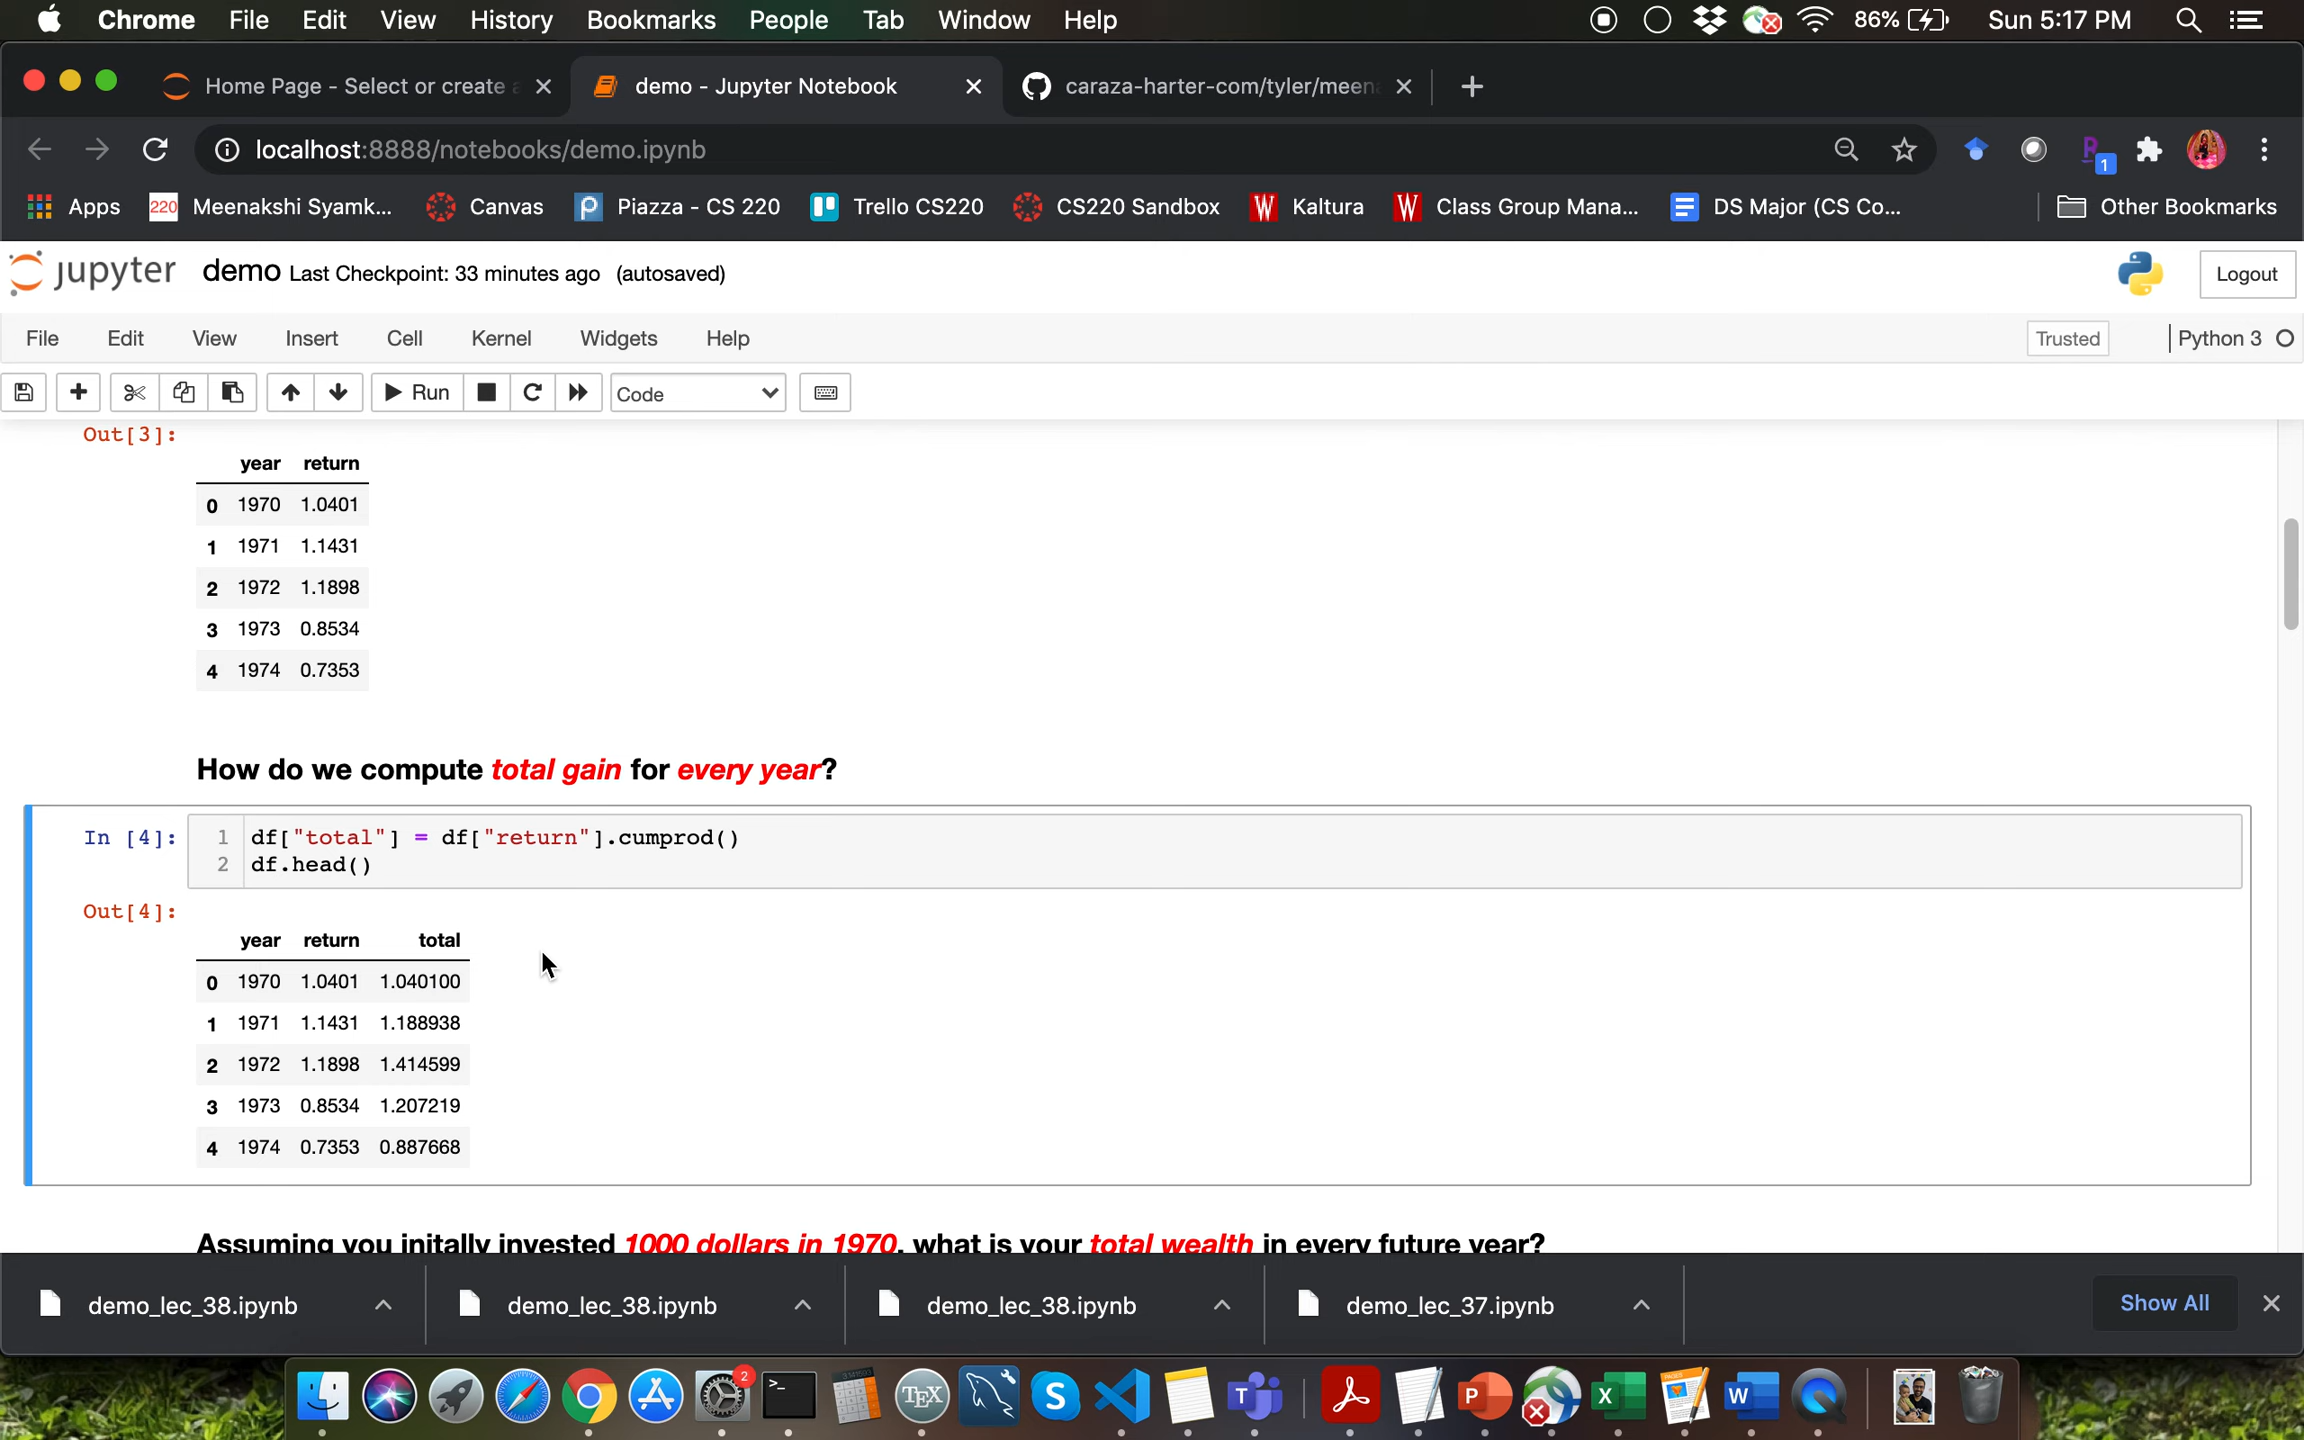 Chrome File Edit View History Bookmarks People Tab Window Help 86% Sun 5:17 PM
Home Page - Select or create a demo - Jupyter Notebook caraza-harter-com/tyler/meen
localhost:8888/notebooks/demo.ipynb 1
Apps 220 Meenakshi Syamk... Canvas Piazza - CS 220 Trello CS220 CS220 Sandbox Kaltura Class Group Mana... DS Major (CS Co... Other Bookmarks
jupyter demo Last Checkpoint: 33 minutes ago (autosaved) Logout
File Edit View Insert Cell Kernel Widgets Help Trusted Python 3
Run Code
Out[3]:
year return
0 1970 1.0401
1 1971 1.1431
2 1972 1.1898
3 1973 0.8534
4 1974 0.7353
How do we compute total gain for every year?
In [4]: 1 df["total"] = df["return"].cumprod()
2 df.head()
Out[4]:
year return total
0 1970 1.0401 1.040100
1 1971 1.1431 1.188938
2 1972 1.1898 1.414599
3 1973 0.8534 1.207219
4 1974 0.7353 0.887668
Assuming you initally invested 1000 dollars in 1970, what is your total wealth in every future year?
demo_lec_38.ipynb demo_lec_38.ipynb demo_lec_38.ipynb demo_lec_37.ipynb Show All
2 TEX S T P X W